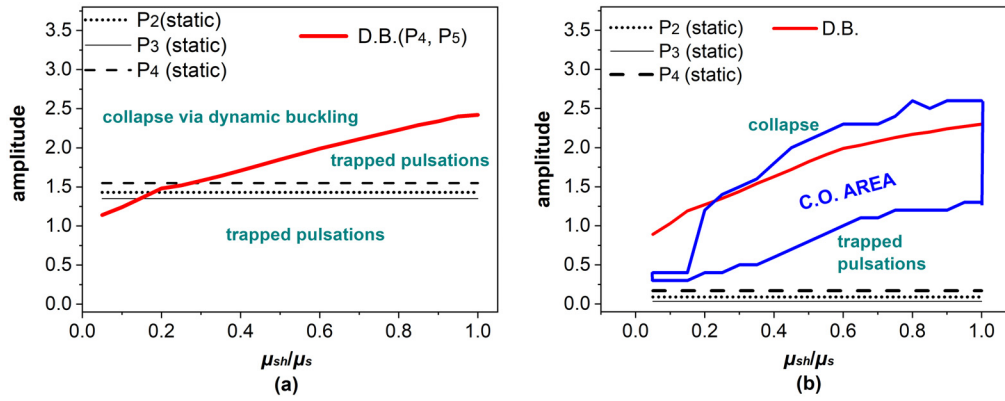 P2(static)
P3 (static)
P4 (static)
D.B.(P4, P5)
collapse via dynamic buckling
trapped pulsations
trapped pulsations
amplitude
3.5
3.0
2.5
2.0
1.5
1.0
0.5
0.0
0.0 0.2 0.4 0.6 0.8 1.0
μsh/μs
(a)
P2 (static)
P3 (static)
P4 (static)
D.B.
collapse
C.O. AREA
trapped
pulsations
amplitude
3.5
3.0
2.5
2.0
1.5
1.0
0.5
0.0
0.0 0.2 0.4 0.6 0.8 1.0
μsh/μs
(b)